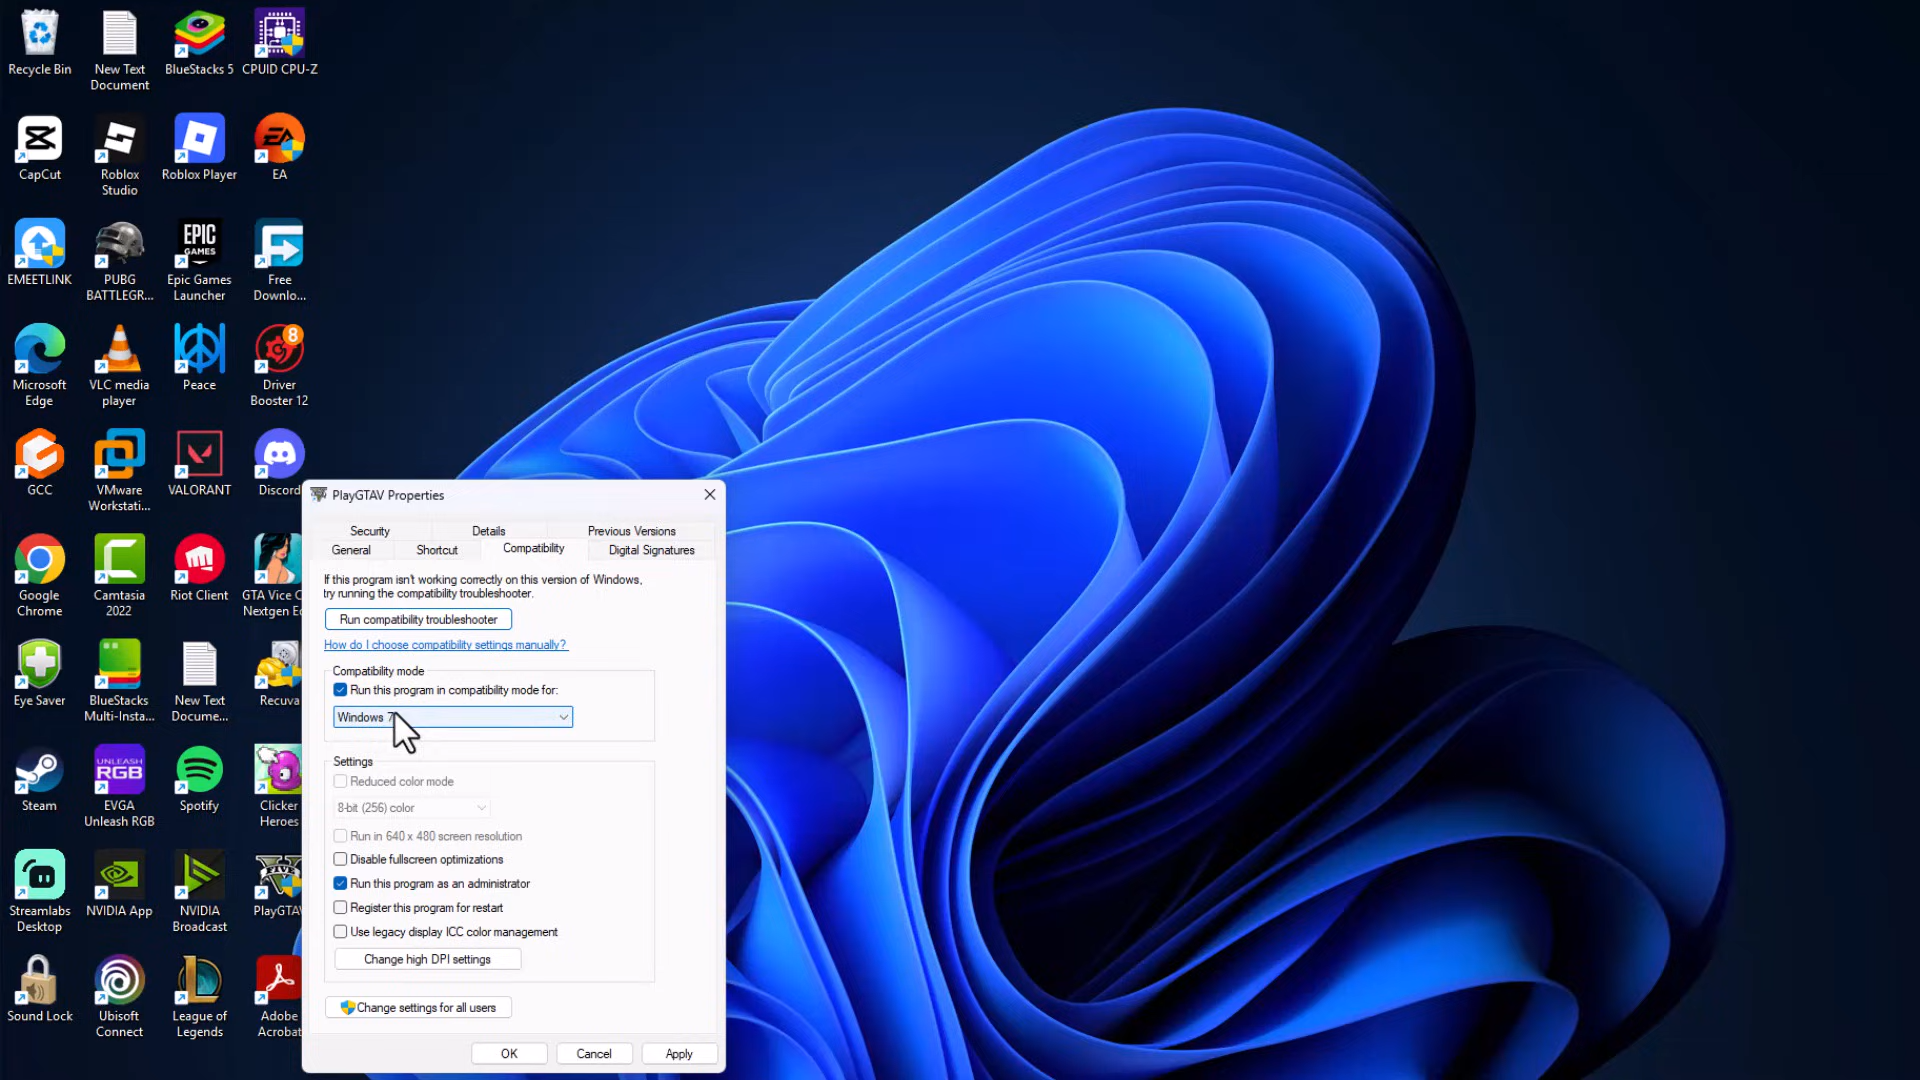 Recycle Bin
New Text
Document
BlueStacks 5
CPUID CPU-Z
CapCut
Roblox
Studio
Roblox Player
EA
EMEETLINK
PUBG
BATTLEGR...
EPIC
GAMES
Epic Games
Launcher
Free
Downlo...
Microsoft
Edge
VLC media
player
Peace
8
Driver
Booster 12
GCC
VMware
Workstati...
VALORANT
Discord
Google
Chrome
Camtasia
2022
Riot Client
GTA Vice C
Nextgen Ed
Eye Saver
BlueStacks
Multi-Insta...
New Text
Docume...
Recuva
Steam
UNLEASH
RGB
EVGA
Unleash RGB
Spotify
Clicker
Heroes
Streamlabs
Desktop
NVIDIA App
NVIDIA
Broadcast
FIVE
PlayGTAV
Sound Lock
Ubisoft
Connect
League of
Legends
Adobe
Acrobat
PlayGTAV Properties
Security
Details
Previous Versions
General
Shortcut
Compatibility
Digital Signatures
If this program isn't working correctly on this version of Windows,
try running the compatibility troubleshooter.
Run compatibility troubleshooter
How do I choose compatibility settings manually?
Compatibility mode
Run this program in compatibility mode for:
Windows 7
Settings
Reduced color mode
8-bit (256) color
Run in 640 x 480 screen resolution
Disable fullscreen optimizations
Run this program as an administrator
Register this program for restart
Use legacy display ICC color management
Change high DPI settings
Change settings for all users
OK
Cancel
Apply